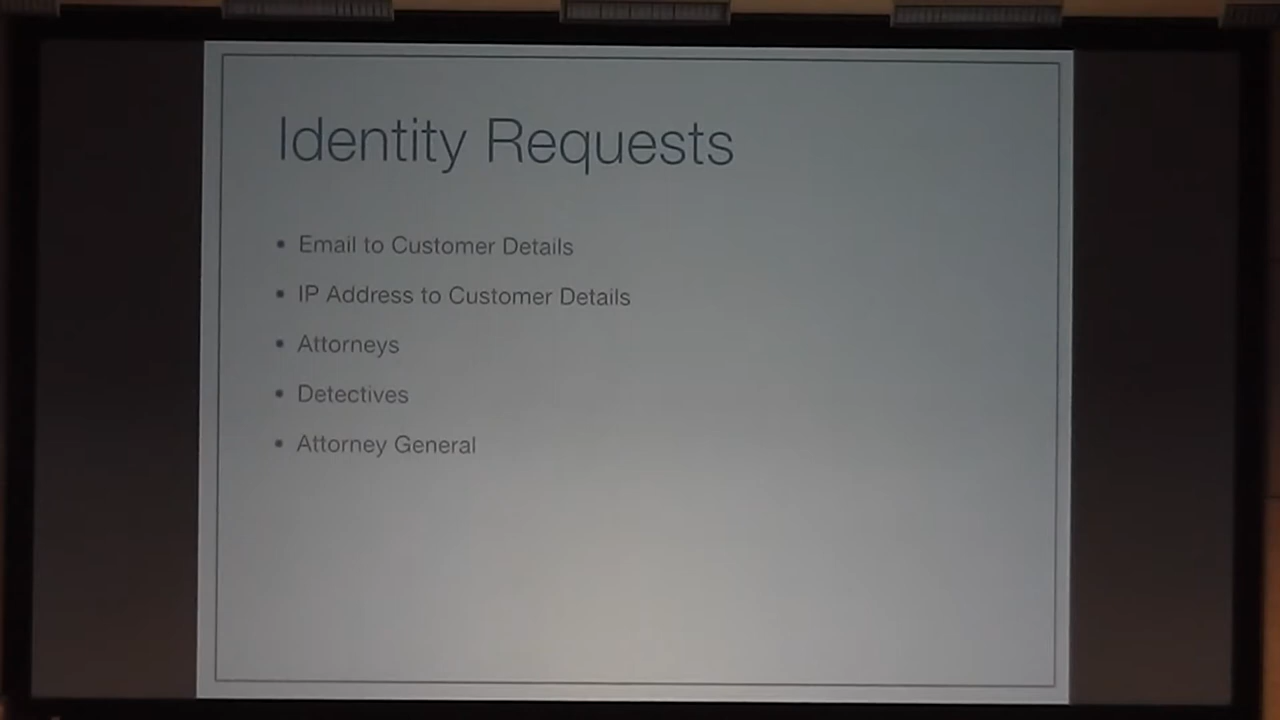 Identity Requests
• Email to Customer Details
• IP Address to Customer Details
• Attorneys
• Detectives
• Attorney General